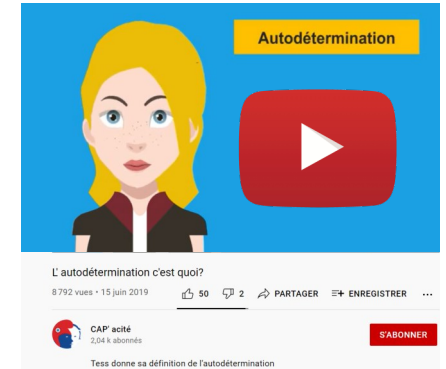 Autodétermination
L' autodétermination c'est quoi?
8 792 vues • 15 juin 2019 50 2 PARTAGER ENREGISTRER ...
CAP' acité
2,04 k abonnés
S'ABONNER
Tess donne sa définition de l'autodétermination